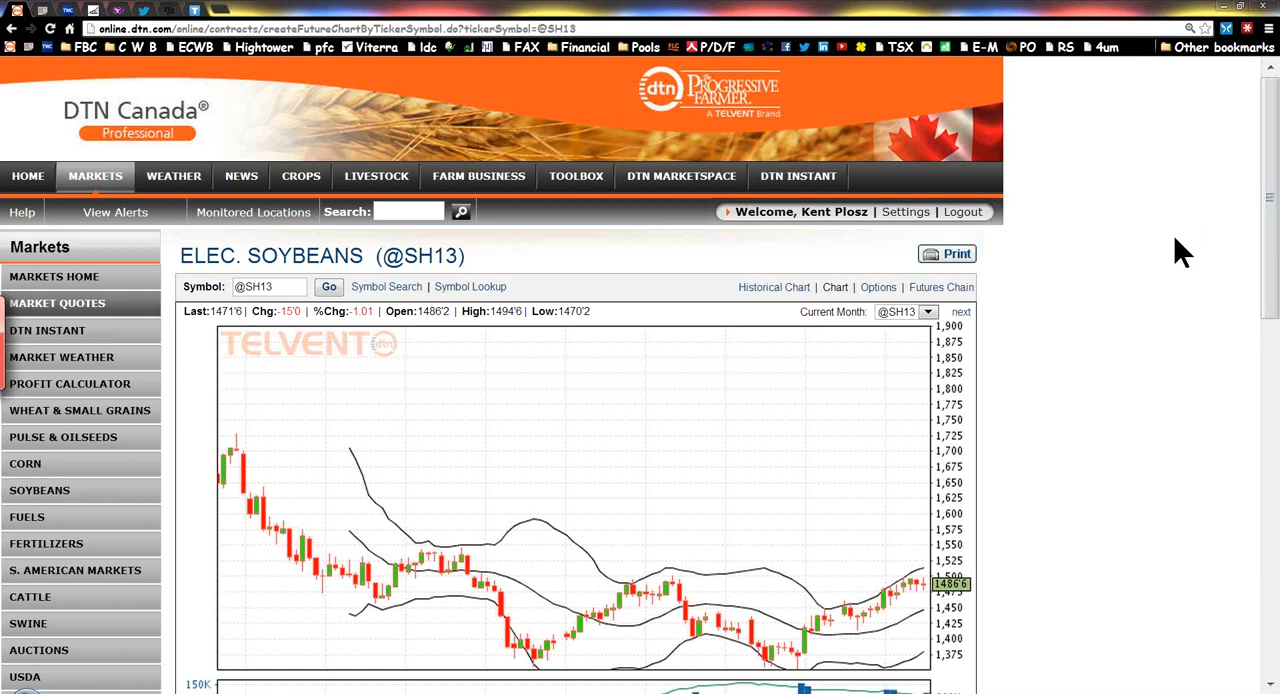 online.dtn.com/online/contracts/createFutureChartByTickerSymbol.do?tickerSymbol=@SH13
FBC C W B ECWB Hightower pfc Viterra ldc FAX Financial Pools P/D/F TSX E-M PO RS 4um Other bookmarks
DTN Canada®
Professional
dtn The PROGRESSIVE FARMER
A TELVENT Brand
HOME MARKETS WEATHER NEWS CROPS LIVESTOCK FARM BUSINESS TOOLBOX DTN MARKETSPACE DTN INSTANT
Help View Alerts Monitored Locations Search: Welcome, Kent Plosz | Settings | Logout
Markets
MARKETS HOME
MARKET QUOTES
DTN INSTANT
MARKET WEATHER
PROFIT CALCULATOR
WHEAT & SMALL GRAINS
PULSE & OILSEEDS
CORN
SOYBEANS
FUELS
FERTILIZERS
S. AMERICAN MARKETS
CATTLE
SWINE
AUCTIONS
USDA
ELEC. SOYBEANS (@SH13)
Print
Symbol: @SH13 Go Symbol Search | Symbol Lookup
Historical Chart | Chart | Options | Futures Chain
Last:1471'6 | Chg:-15'0 | %Chg:-1.01 | Open:1486'2 | High:1494'6 | Low:1470'2
Current Month: @SH13 next
TELVENT dtn
1,900
1,875
1,850
1,825
1,800
1,775
1,750
1,725
1,700
1,675
1,650
1,625
1,600
1,575
1,550
1,525
1,500
1486'6
1,450
1,425
1,400
1,375
150K